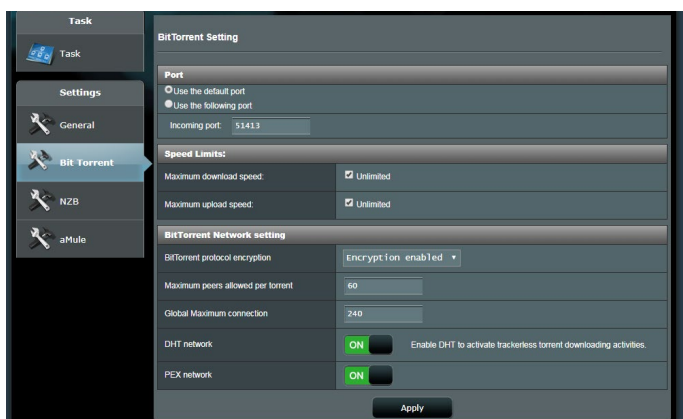 Task
Task
Settings
General
Bit Torrent
NZB
aMule
BitTorrent Setting
Port
Use the default port
Use the following port
Incoming port: 51413
Speed Limits:
Maximum download speed: Unlimited
Maximum upload speed: Unlimited
BitTorrent Network setting
BitTorrent protocol encryption Encryption enabled
Maximum peers allowed per torrent 60
Global Maximum connection 240
DHT network ON Enable DHT to activate trackerless torrent downloading activities.
PEX network ON
Apply